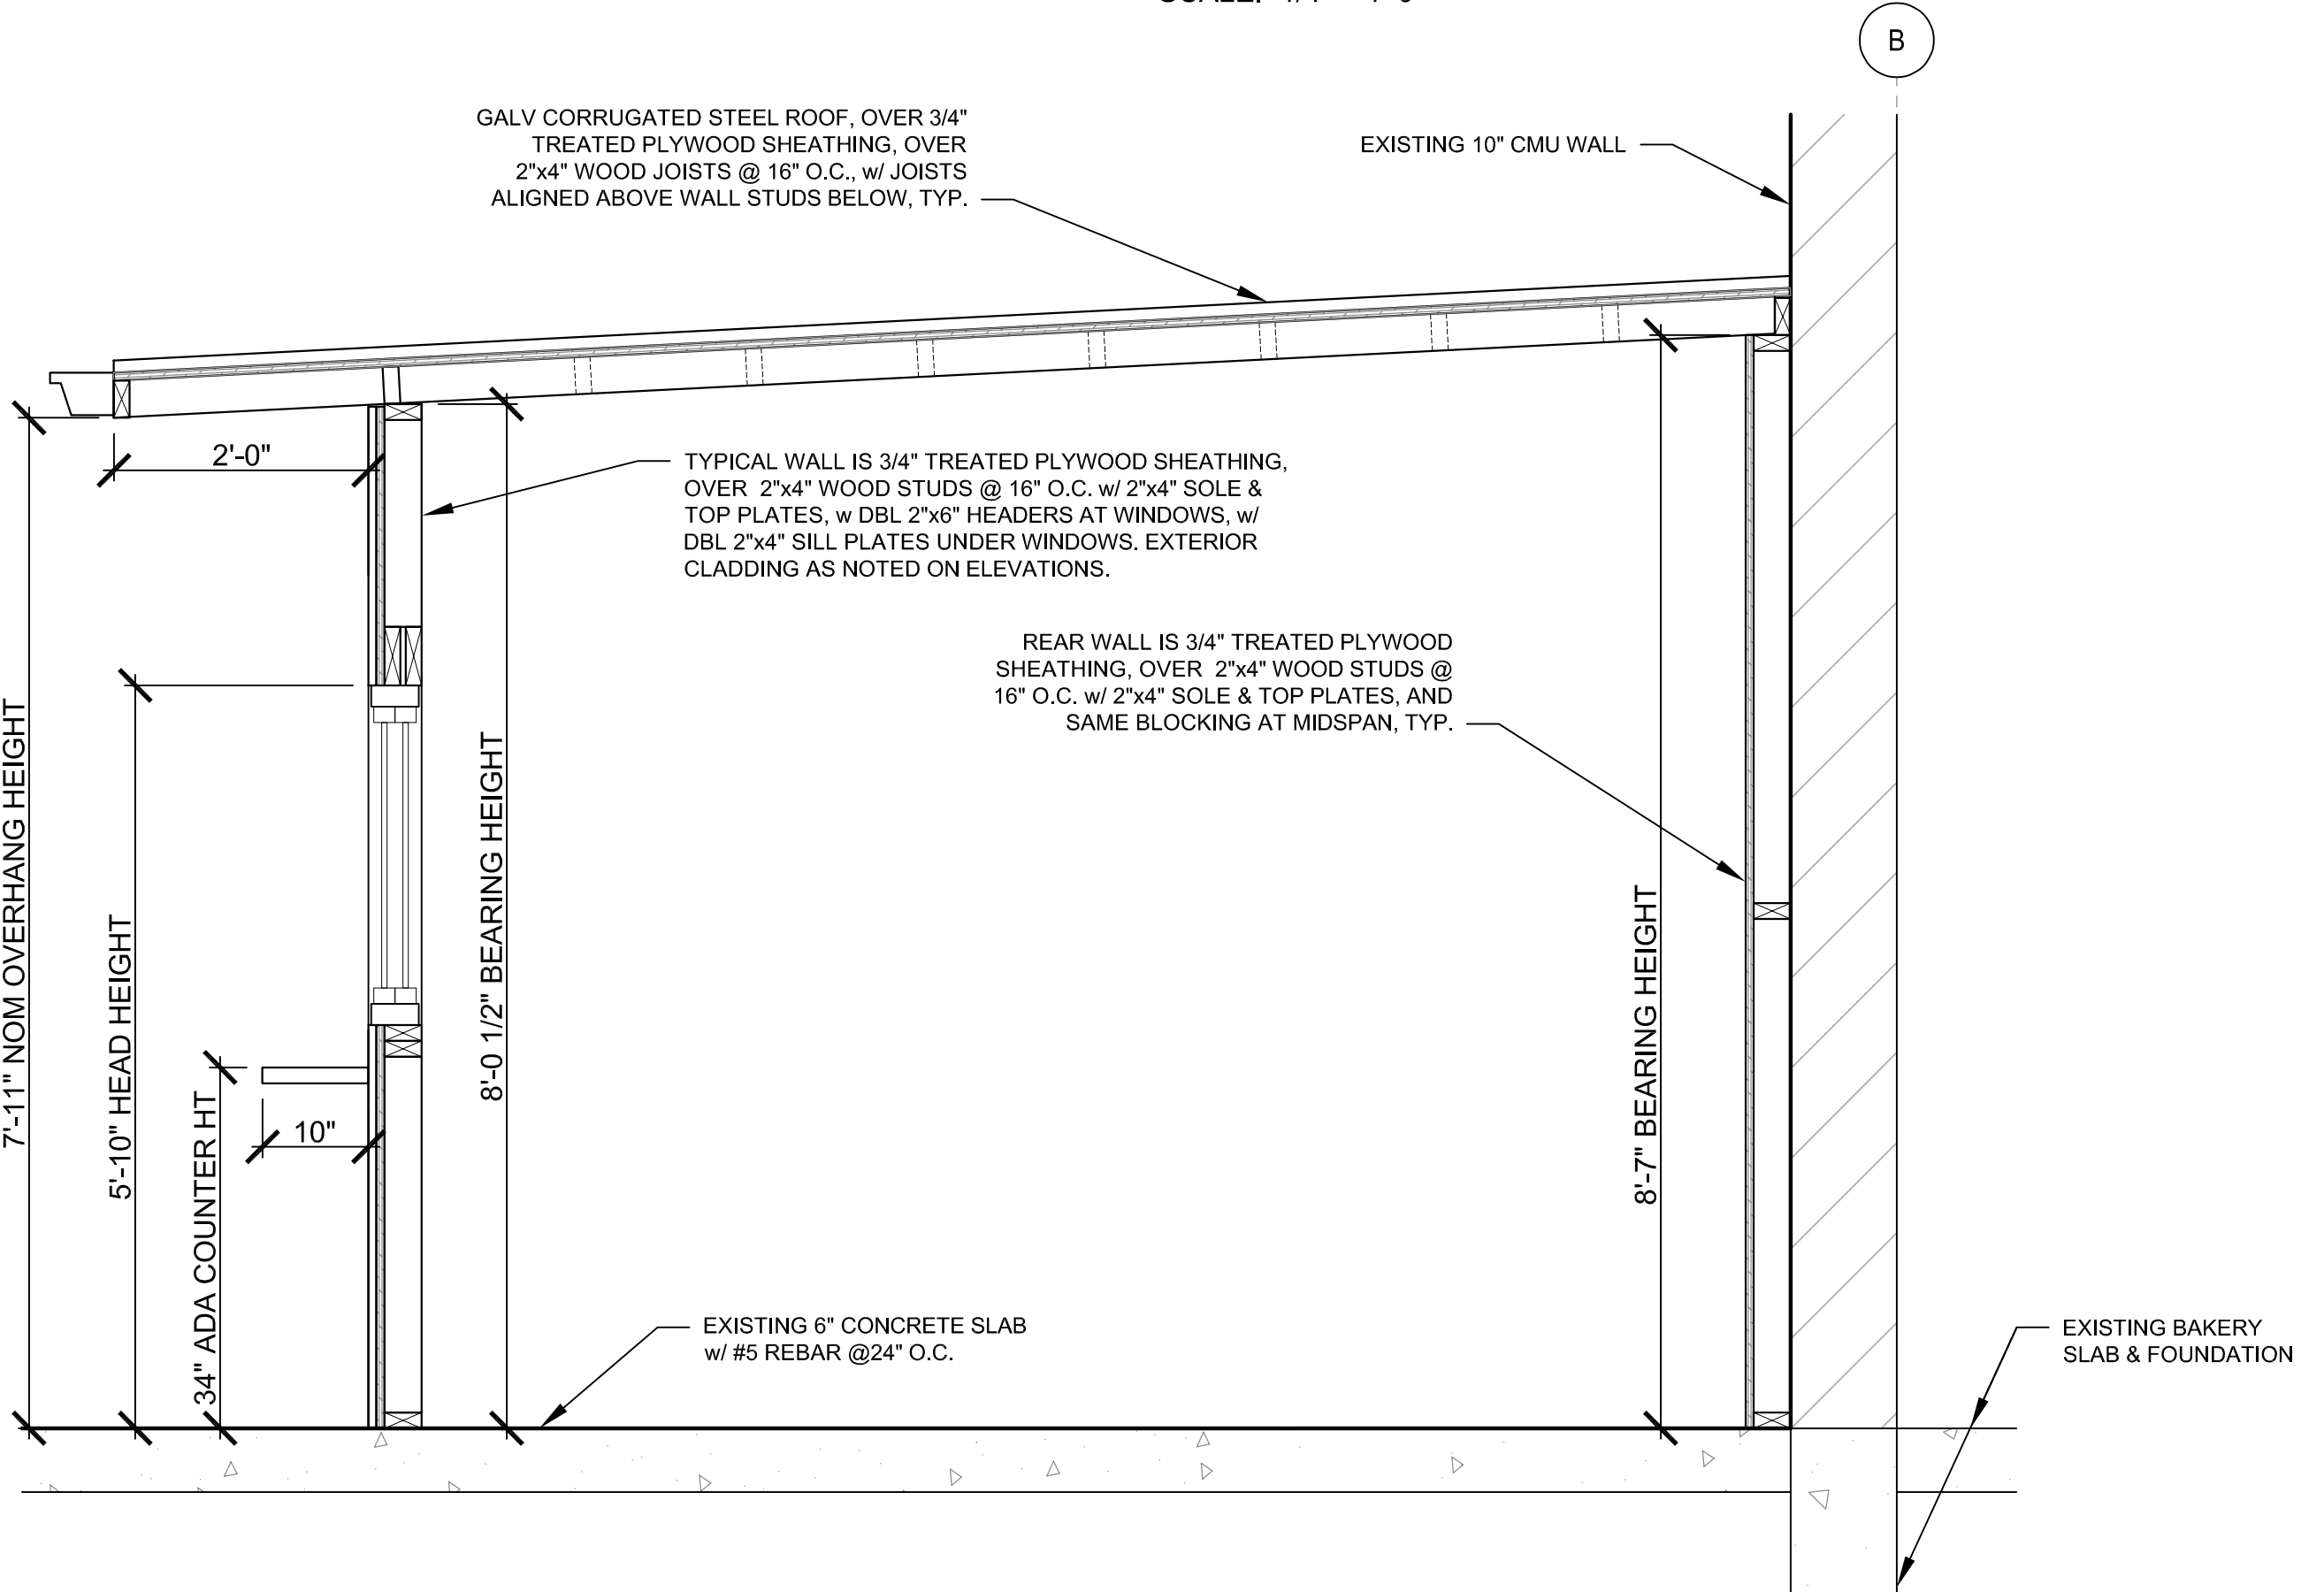 B
GALV CORRUGATED STEEL ROOF, OVER 3/4"
TREATED PLYWOOD SHEATHING, OVER
2"x4" WOOD JOISTS @ 16" O.C., w/ JOISTS
ALIGNED ABOVE WALL STUDS BELOW, TYP.
EXISTING 10" CMU WALL
2'-0"
TYPICAL WALL IS 3/4" TREATED PLYWOOD SHEATHING,
OVER 2"x4" WOOD STUDS @ 16" O.C. w/ 2"x4" SOLE &
TOP PLATES, w DBL 2"x6" HEADERS AT WINDOWS, w/
DBL 2"x4" SILL PLATES UNDER WINDOWS. EXTERIOR
CLADDING AS NOTED ON ELEVATIONS.
REAR WALL IS 3/4" TREATED PLYWOOD
SHEATHING, OVER 2"x4" WOOD STUDS @
16" O.C. w/ 2"x4" SOLE & TOP PLATES, AND
SAME BLOCKING AT MIDSPAN, TYP.
7'-11" NOM OVERHANG HEIGHT
5'-10" HEAD HEIGHT
34" ADA COUNTER HT
10"
8'-0 1/2" BEARING HEIGHT
8'-7" BEARING HEIGHT
EXISTING 6" CONCRETE SLAB
w/ #5 REBAR @24" O.C.
EXISTING BAKERY
SLAB & FOUNDATION